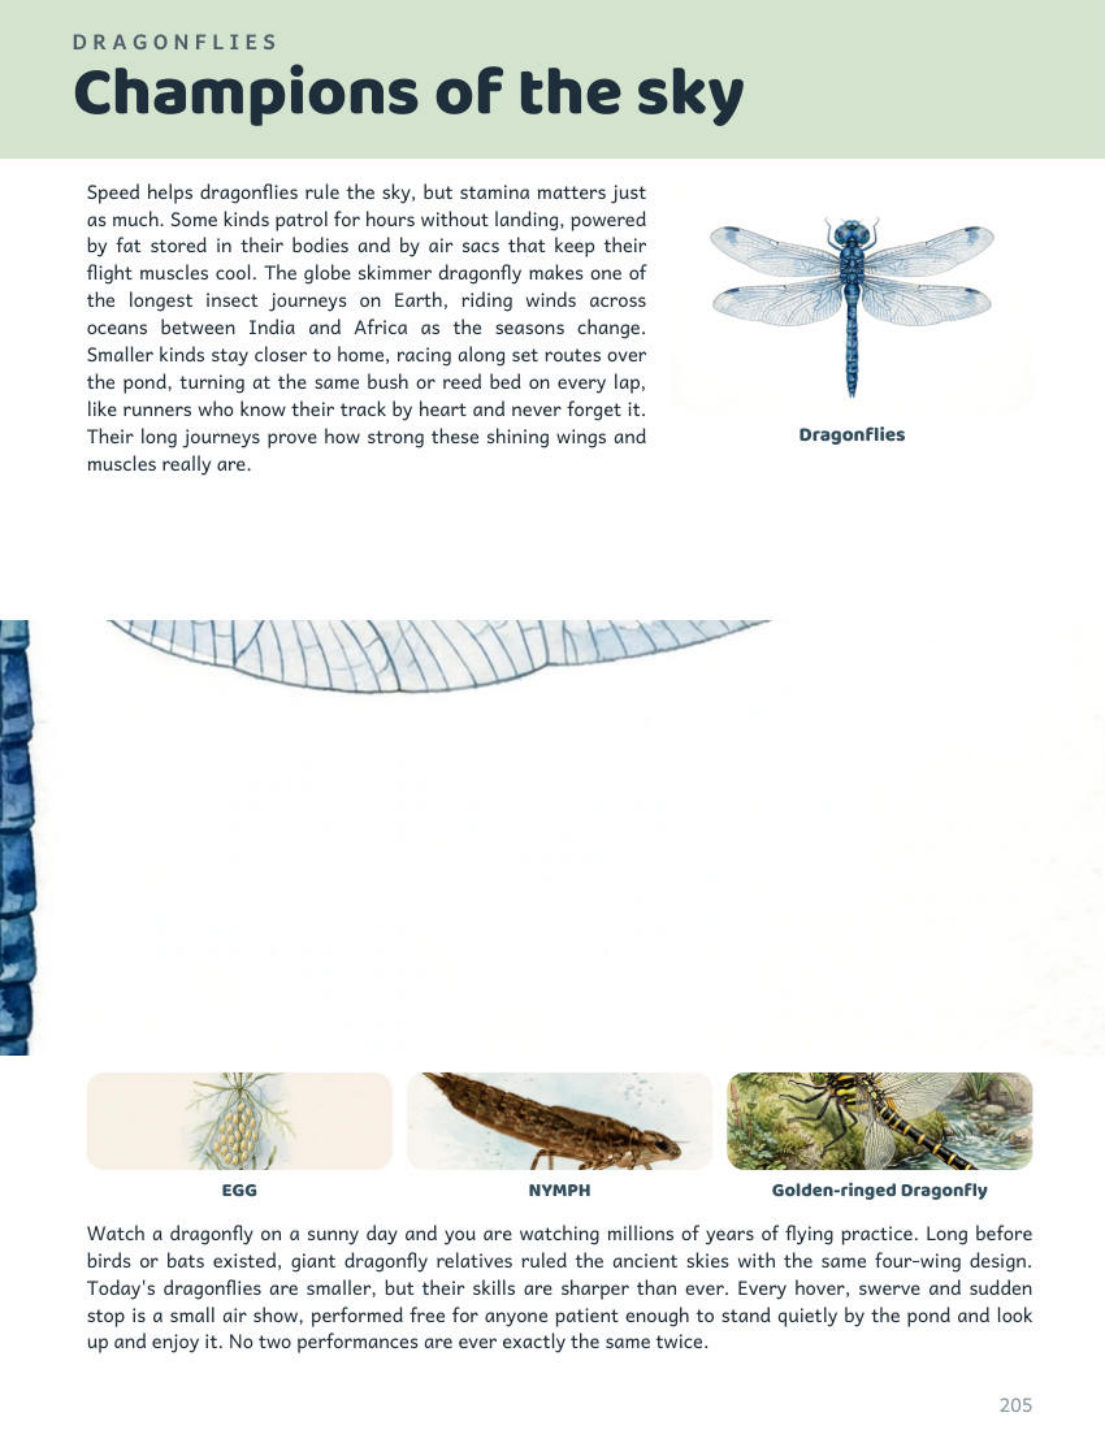 DRAGONFLIES
Champions of the sky
Speed helps dragonflies rule the sky, but stamina matters just
as much. Some kinds patrol for hours without landing, powered
by fat stored in their bodies and by air sacs that keep their
flight muscles cool. The globe skimmer dragonfly makes one of
the longest insect journeys on Earth, riding winds across
oceans between India and Africa as the seasons change.
Smaller kinds stay closer to home, racing along set routes over
the pond, turning at the same bush or reed bed on every lap,
like runners who know their track by heart and never forget it.
Their long journeys prove how strong these shining wings and
muscles really are.
Dragonflies
EGG
NYMPH
Golden-ringed Dragonfly
Watch a dragonfly on a sunny day and you are watching millions of years of flying practice. Long before
birds or bats existed, giant dragonfly relatives ruled the ancient skies with the same four-wing design.
Today's dragonflies are smaller, but their skills are sharper than ever. Every hover, swerve and sudden
stop is a small air show, performed free for anyone patient enough to stand quietly by the pond and look
up and enjoy it. No two performances are ever exactly the same twice.
205